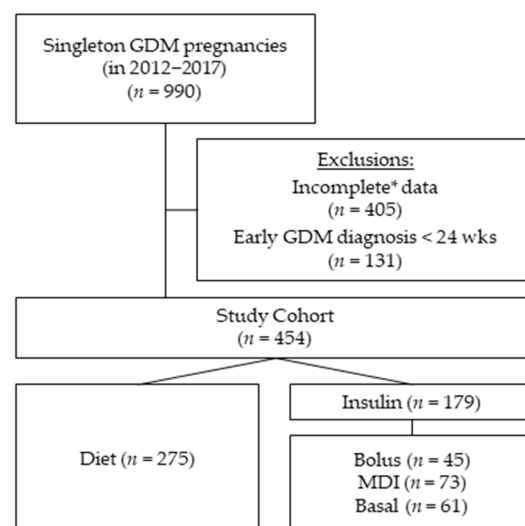 Singleton GDM pregnancies
(in 2012–2017)
(n = 990)
Exclusions:
Incomplete* data
(n = 405)
Early GDM diagnosis < 24 wks
(n = 131)
Study Cohort
(n = 454)
Diet (n = 275)
Insulin (n = 179)
Bolus (n = 45)
MDI (n = 73)
Basal (n = 61)